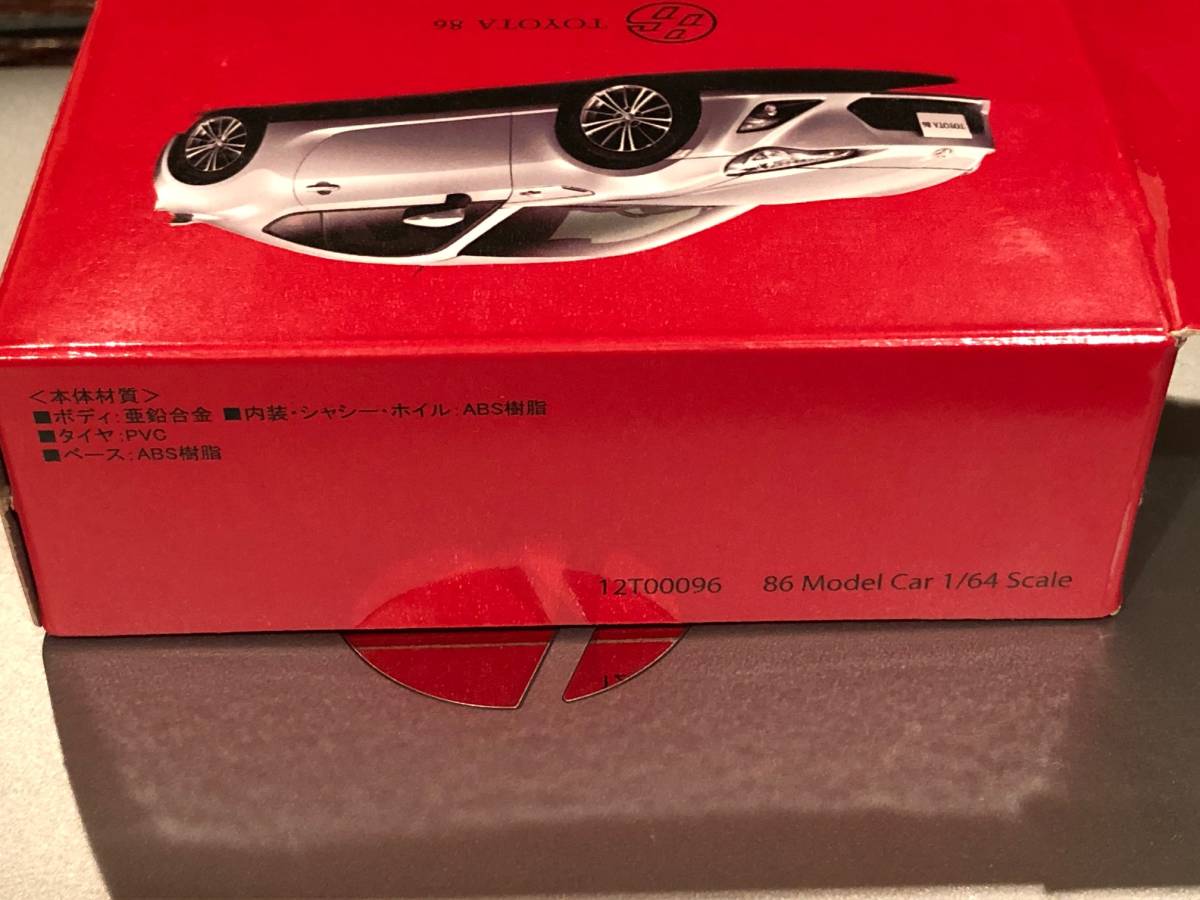 TOYOTA 86
TOYOTA 86
<本体材質>
■ボディ:亜鉛合金 ■内装・シャシー・ホイル:ABS樹脂
■タイヤ:PVC
■ベース:ABS樹脂
12T00096 86 Model Car 1/64 Scale